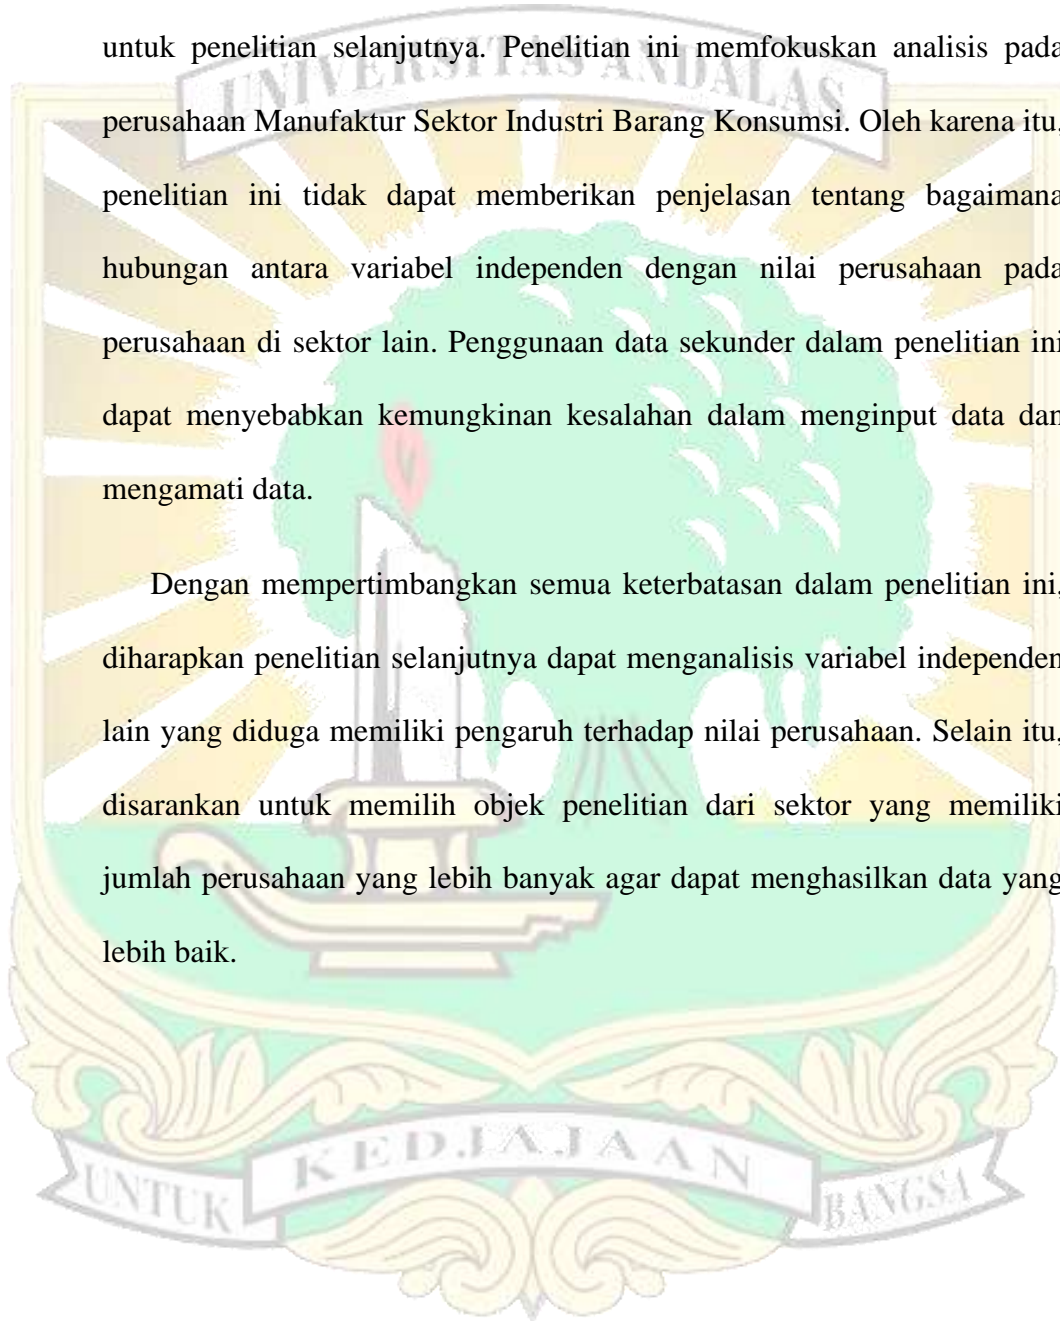 untuk penelitian selanjutnya. Penelitian ini memfokuskan analisis pada
UNIVERSITAS ANDALAS
perusahaan Manufaktur Sektor Industri Barang Konsumsi. Oleh karena itu,
penelitian ini tidak dapat memberikan penjelasan tentang bagaimana
hubungan antara variabel independen dengan nilai perusahaan pada
perusahaan di sektor lain. Penggunaan data sekunder dalam penelitian ini
dapat menyebabkan kemungkinan kesalahan dalam menginput data dan
mengamati data.
Dengan mempertimbangkan semua keterbatasan dalam penelitian ini,
diharapkan penelitian selanjutnya dapat menganalisis variabel independen
lain yang diduga memiliki pengaruh terhadap nilai perusahaan. Selain itu,
disarankan untuk memilih objek penelitian dari sektor yang memiliki
jumlah perusahaan yang lebih banyak agar dapat menghasilkan data yang
lebih baik.
UNTUK KEDJAJAAN BANGSA